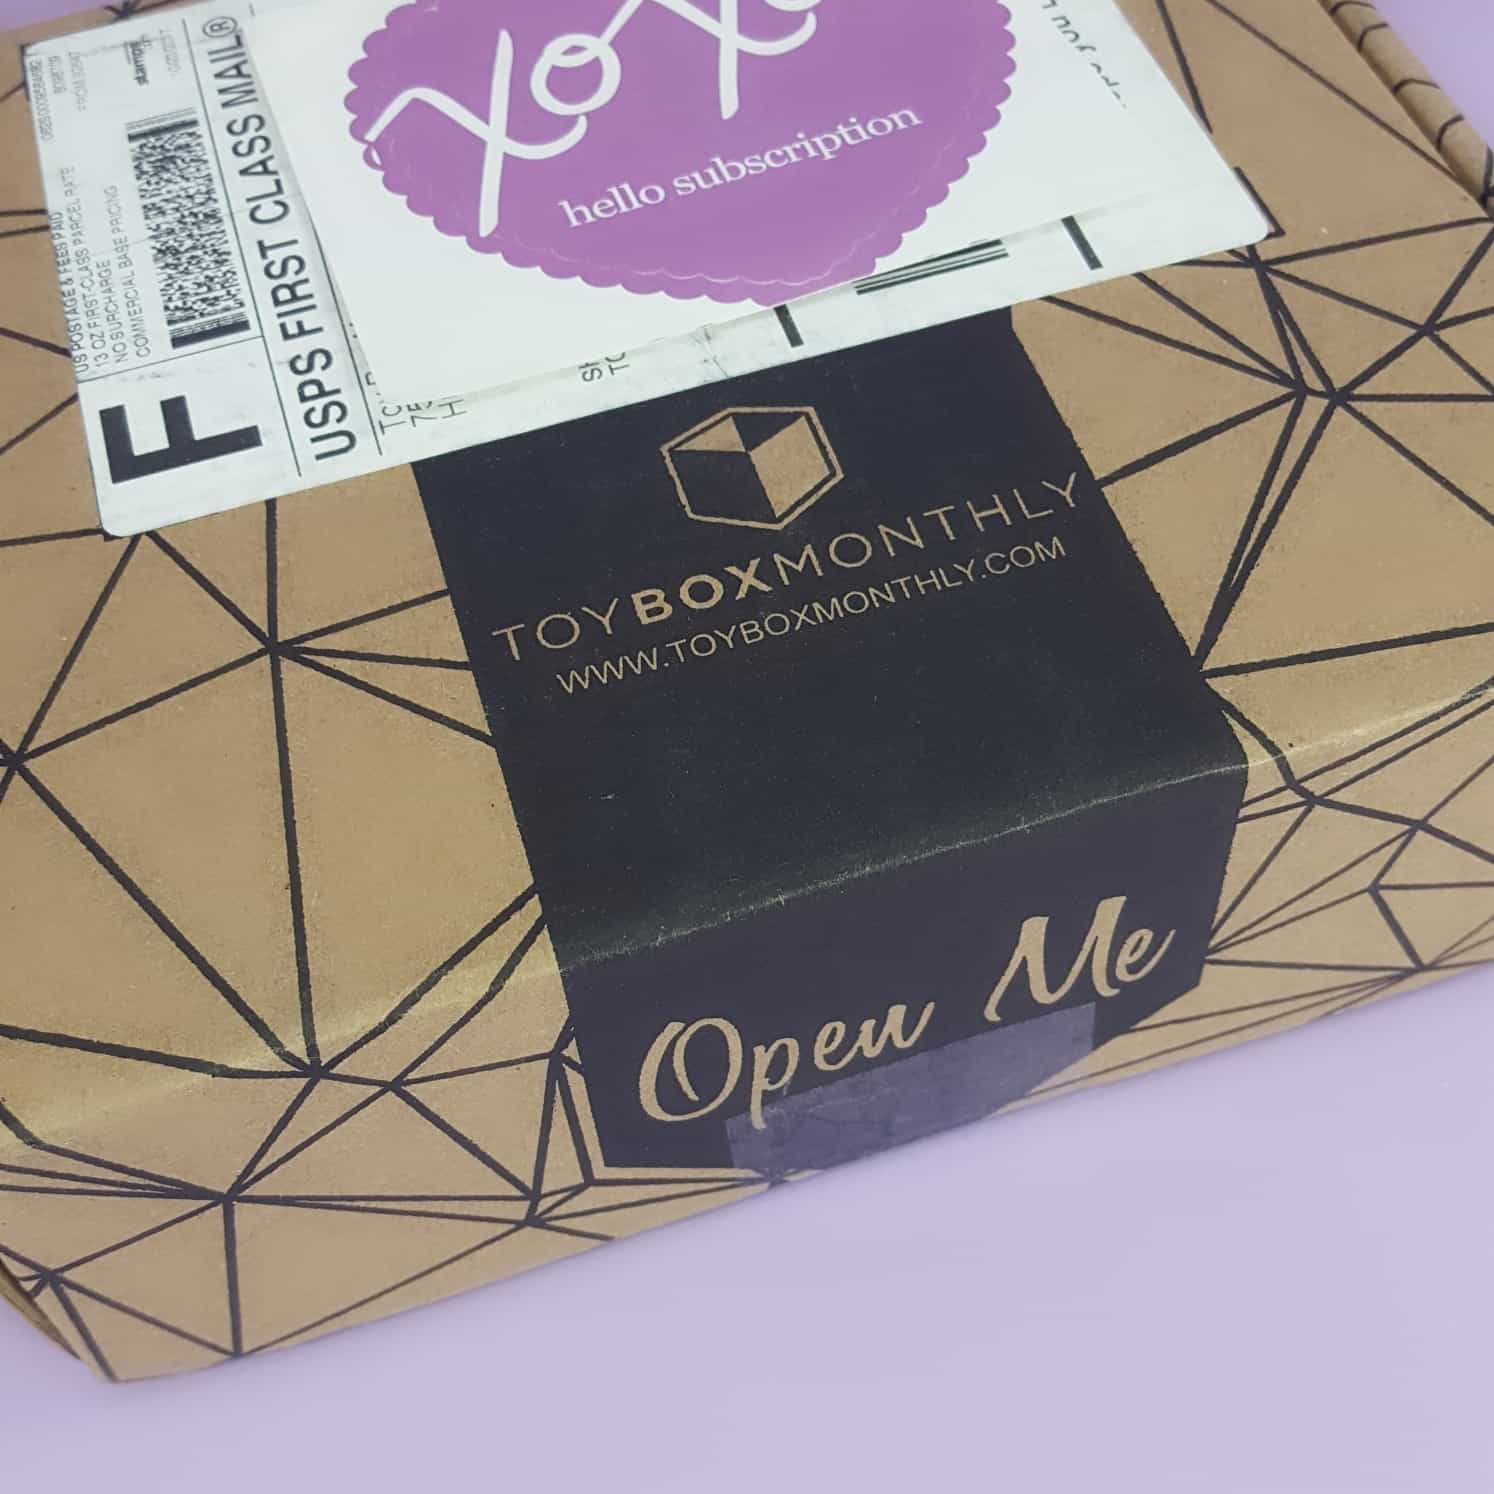 stamps
US POSTAGE & FEES PAID
13 OZ FIRST-CLASS PARCEL RATE
NO SURCHARGE
COMMERCIAL BASE PRICING
F
USPS FIRST CLASS MAIL®
xoxo
hello subscription
TOYBOXMONTHLY
WWW.TOYBOXMONTHLY.COM
Open Me